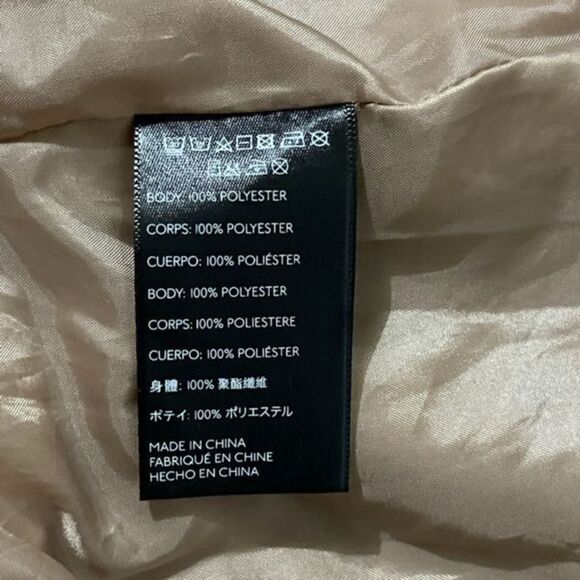 BODY: 100% POLYESTER
CORPS: 100% POLYESTER
CUERPO: 100% POLIÉSTER
BODY: 100% POLYESTER
CORPS: 100% POLIESTERE
CUERPO: 100% POLIÉSTER
身體: 100% 聚酯纖維
ボティ: 100% ポリエステル
MADE IN CHINA
FABRIQUÉ EN CHINE
HECHO EN CHINA